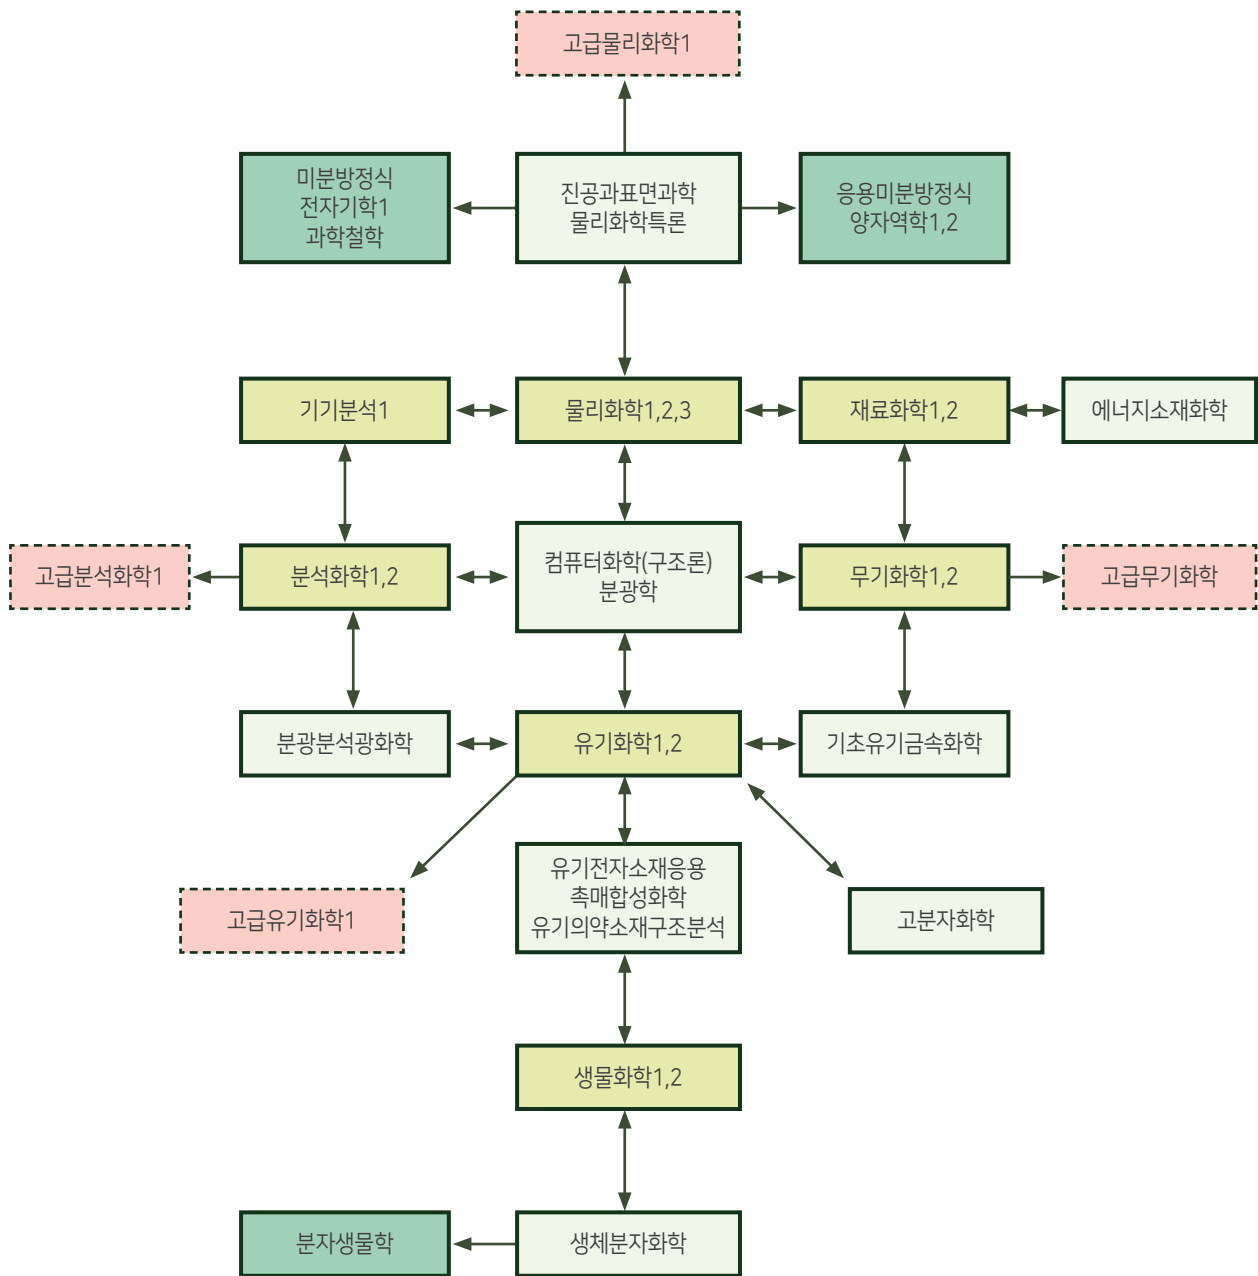 고급물리화학1
미분방정식
전자기학1
과학철학
진공과표면과학
물리화학특론
응용미분방정식
양자역학1,2
기기분석1
물리화학1,2,3
재료화학1,2
에너지소재화학
고급분석화학1
분석화학1,2
컴퓨터화학(구조론)
분광학
무기화학1,2
고급무기화학
분광분석광화학
유기화학1,2
기초유기금속화학
고급유기화학1
유기전자소재응용
촉매합성화학
유기의약소재구조분석
고분자화학
생물화학1,2
분자생물학
생체분자화학